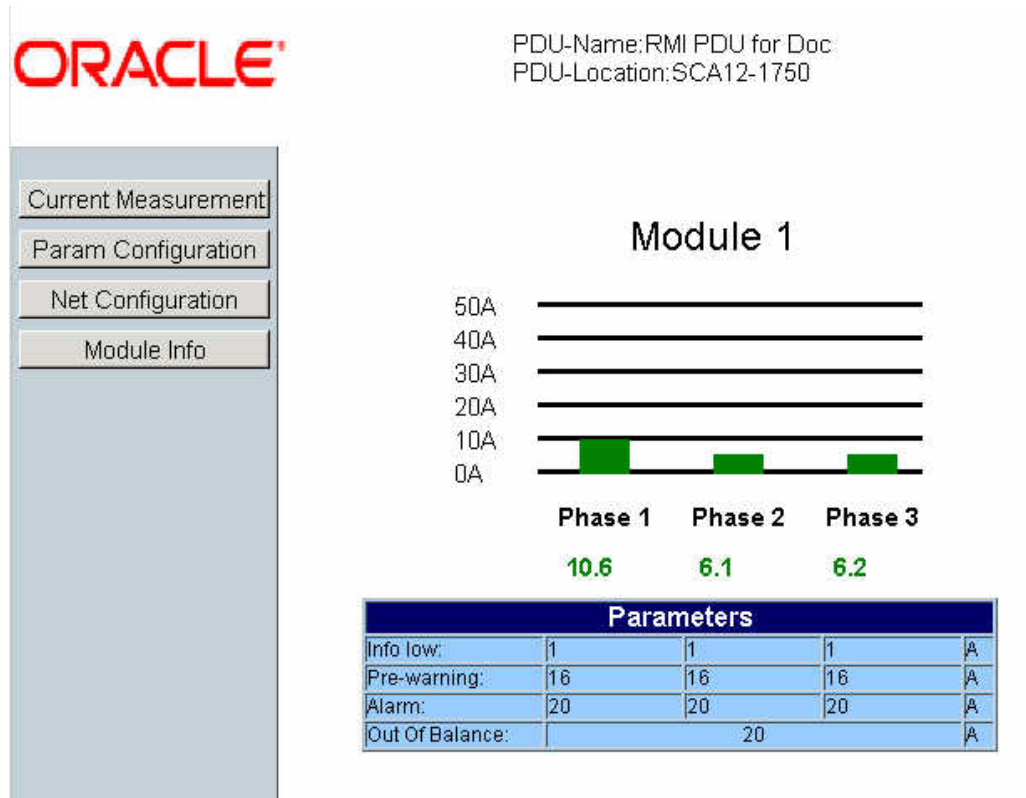 ORACLE
PDU-Name:RMI PDU for Doc
PDU-Location:SCA12-1750
Current Measurement
Param Configuration
Net Configuration
Module Info
Module 1
50A
40A
30A
20A
10A
0A
Phase 1 Phase 2 Phase 3
10.6 6.1 6.2
Parameters
Info low: 1 1 1 A
Pre-warning: 16 16 16 A
Alarm: 20 20 20 A
Out Of Balance: 20 A